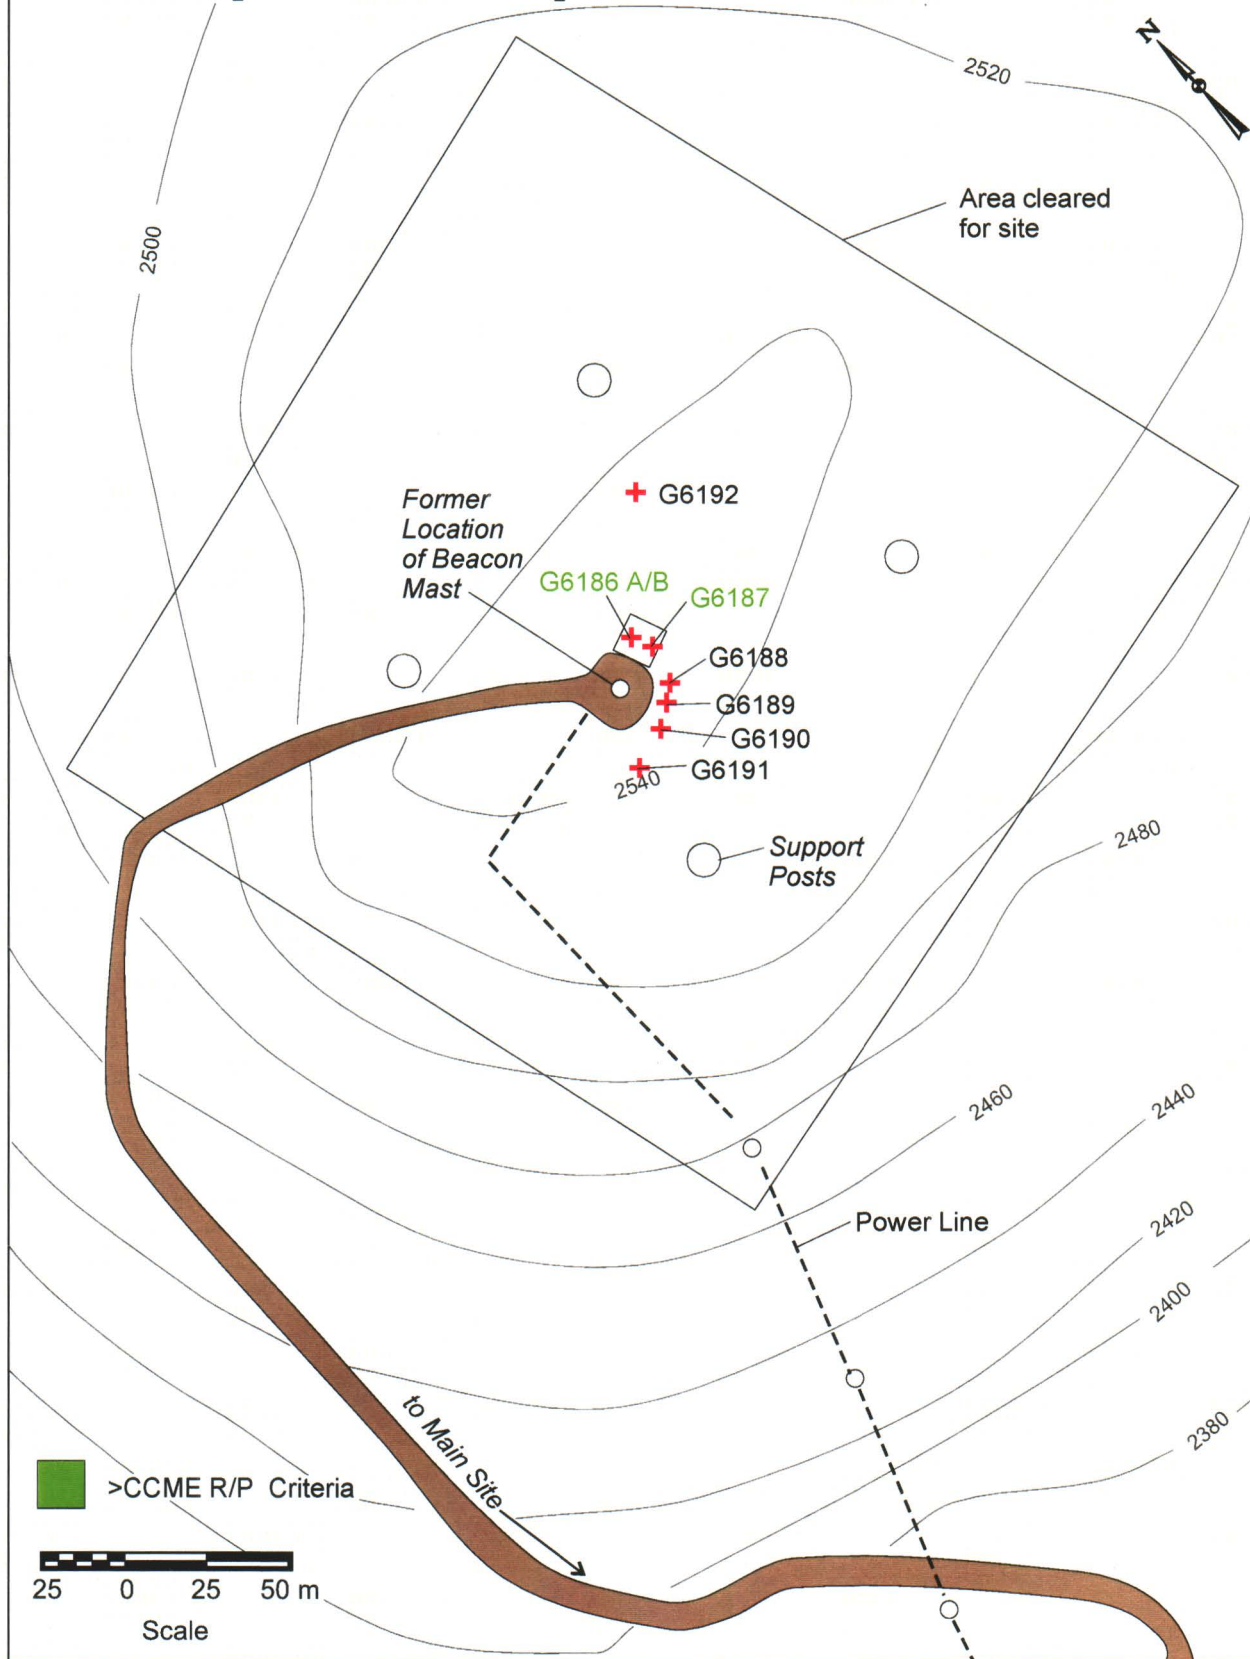 N
2520
Area cleared
for site
2500
Former
Location
of Beacon
Mast
G6192
G6186 A/B
G6187
G6188
G6189
G6190
G6191
2540
Support
Posts
2480
2460
2440
Power Line
2420
2400
2380
to Main Site
>CCME R/P Criteria
25 0 25 50 m
Scale